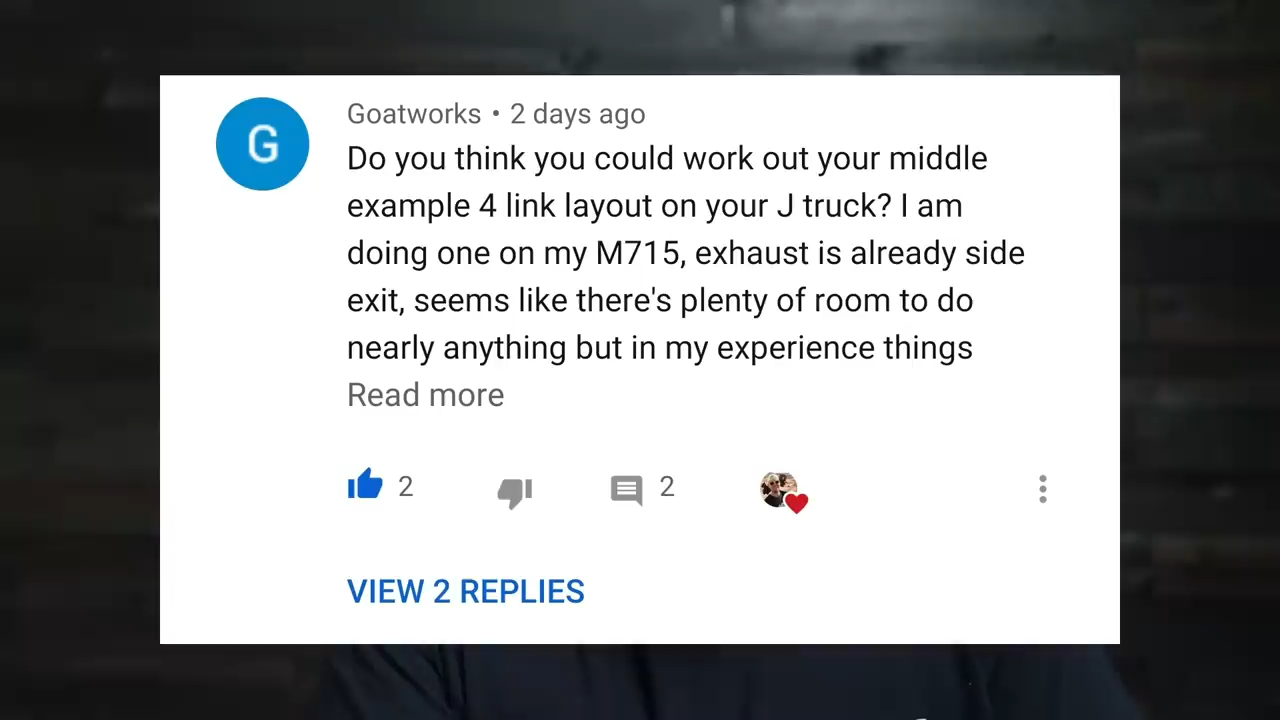 G
Goatworks • 2 days ago
Do you think you could work out your middle
example 4 link layout on your J truck? I am
doing one on my M715, exhaust is already side
exit, seems like there's plenty of room to do
nearly anything but in my experience things
Read more
2
2
VIEW 2 REPLIES